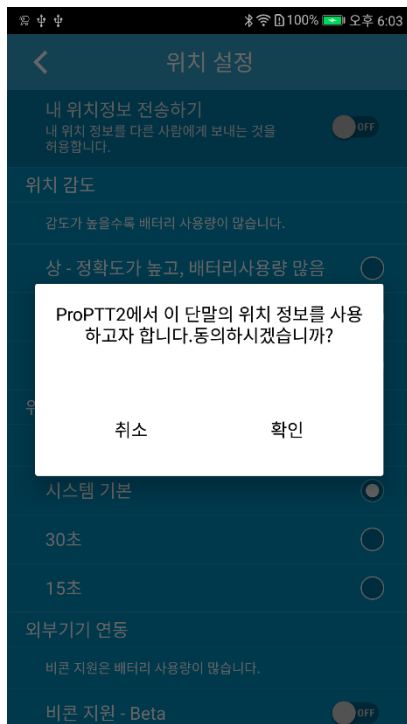 100% 오후 6:03
위치 설정
내 위치정보 전송하기
내 위치 정보를 다른 사람에게 보내는 것을
허용합니다.
OFF
위치 감도
감도가 높을수록 배터리 사용량이 많습니다.
상 - 정확도가 높고, 배터리사용량 많음
ProPTT2에서 이 단말의 위치 정보를 사용
하고자 합니다.동의하시겠습니까?
취소 확인
시스템 기본
30초
15초
외부기기 연동
비콘 지원은 배터리 사용량이 많습니다.
비콘 지원 - Beta
OFF